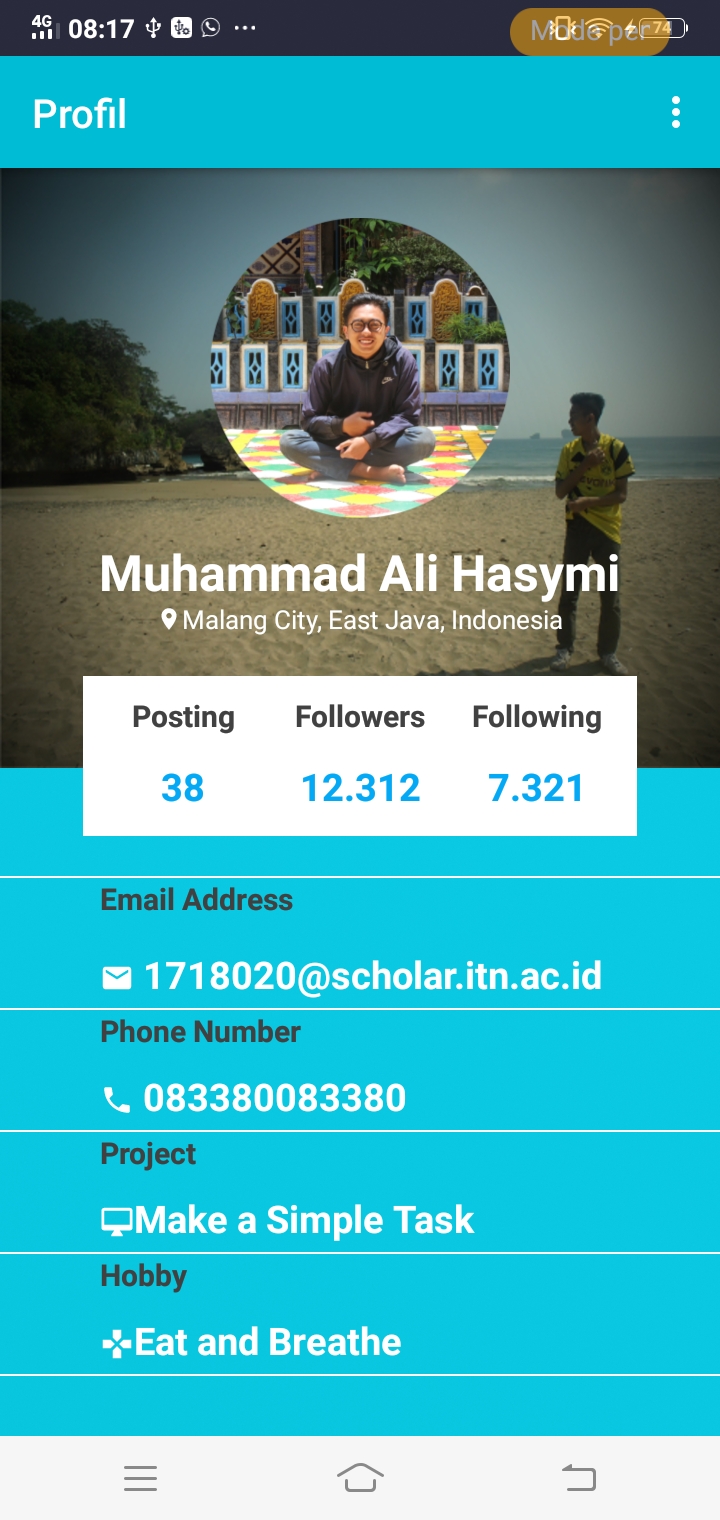 4G 08:17 74
Mode per
Profil
Muhammad Ali Hasymi
Malang City, East Java, Indonesia
Posting Followers Following
38 12.312 7.321
Email Address
1718020@scholar.itn.ac.id
Phone Number
083380083380
Project
Make a Simple Task
Hobby
Eat and Breathe